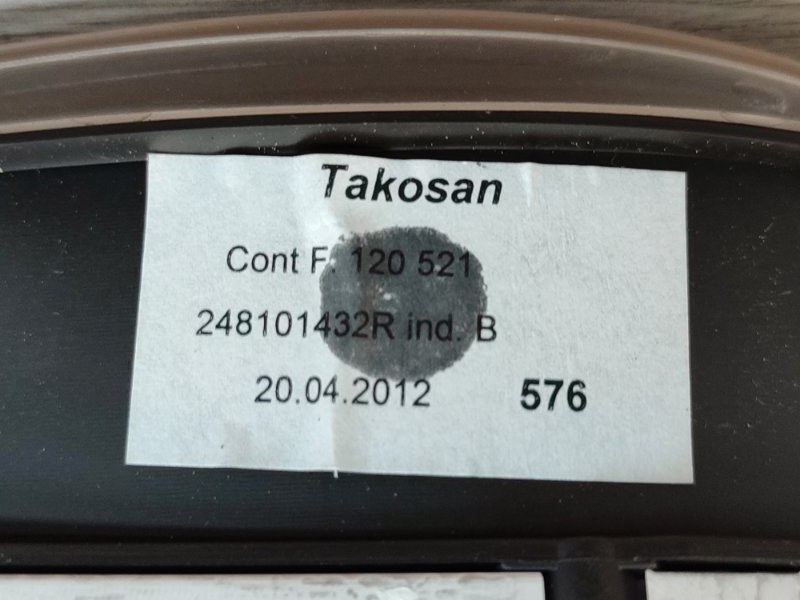 Takosan
Cont F. 120 521
248101432R ind. B
20.04.2012 576